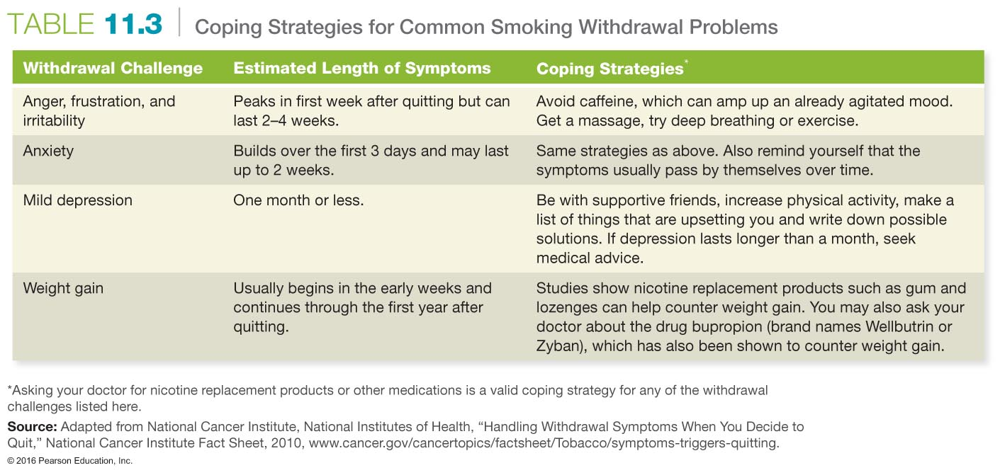 TABLE 11.3 | Coping Strategies for Common Smoking Withdrawal Problems
Withdrawal Challenge Estimated Length of Symptoms Coping Strategies*
Anger, frustration, and
irritability
Peaks in first week after quitting but can
last 2–4 weeks.
Avoid caffeine, which can amp up an already agitated mood.
Get a massage, try deep breathing or exercise.
Anxiety
Builds over the first 3 days and may last
up to 2 weeks.
Same strategies as above. Also remind yourself that the
symptoms usually pass by themselves over time.
Mild depression
One month or less.
Be with supportive friends, increase physical activity, make a
list of things that are upsetting you and write down possible
solutions. If depression lasts longer than a month, seek
medical advice.
Weight gain
Usually begins in the early weeks and
continues through the first year after
quitting.
Studies show nicotine replacement products such as gum and
lozenges can help counter weight gain. You may also ask your
doctor about the drug bupropion (brand names Wellbutrin or
Zyban), which has also been shown to counter weight gain.
*Asking your doctor for nicotine replacement products or other medications is a valid coping strategy for any of the withdrawal
challenges listed here.
Source: Adapted from National Cancer Institute, National Institutes of Health, “Handling Withdrawal Symptoms When You Decide to
Quit,” National Cancer Institute Fact Sheet, 2010, www.cancer.gov/cancertopics/factsheet/Tobacco/symptoms-triggers-quitting.
© 2016 Pearson Education, Inc.